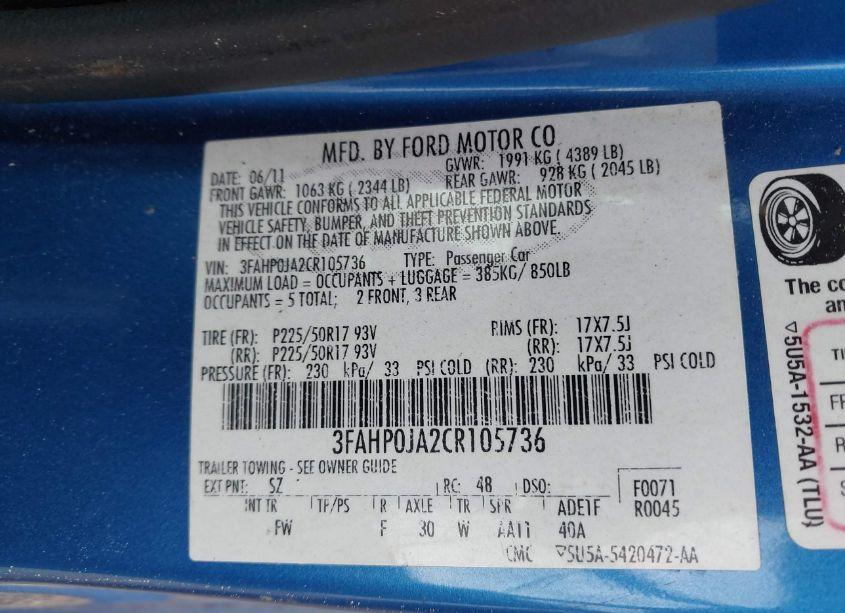 MFD. BY FORD MOTOR CO
DATE: 06/11 GVWR: 1991 KG ( 4389 LB)
FRONT GAWR: 1063 KG ( 2344 LB) REAR GAWR: 928 KG ( 2045 LB)
THIS VEHICLE CONFORMS TO ALL APPLICABLE FEDERAL MOTOR
VEHICLE SAFETY, BUMPER, AND THEFT PREVENTION STANDARDS
IN EFFECT ON THE DATE OF MANUFACTURE SHOWN ABOVE.
VIN: 3FAHP0JA2CR105736 TYPE: Passenger Car
MAXIMUM LOAD = OCCUPANTS + LUGGAGE = 385KG/ 850LB
OCCUPANTS = 5 TOTAL; 2 FRONT, 3 REAR
TIRE (FR): P225/50R17 93V RIMS (FR): 17X7.5J
(RR): P225/50R17 93V (RR): 17X7.5J
PRESSURE (FR): 230 kPa/ 33 PSI COLD (RR): 230 kPa/ 33 PSI COLD
3FAHP0JA2CR105736
TRAILER TOWING - SEE OWNER GUIDE
EXT PNT: SZ RC: 48 DSO: F0071
INT TR TP/PS R AXLE TR SPR ADE1F R0045
FW F 30 W AA11 40A
CMC ▽5U5A-5420472-AA
The co
an
▽5U5A-1532-AA (TLU)
TI
FR
R
S